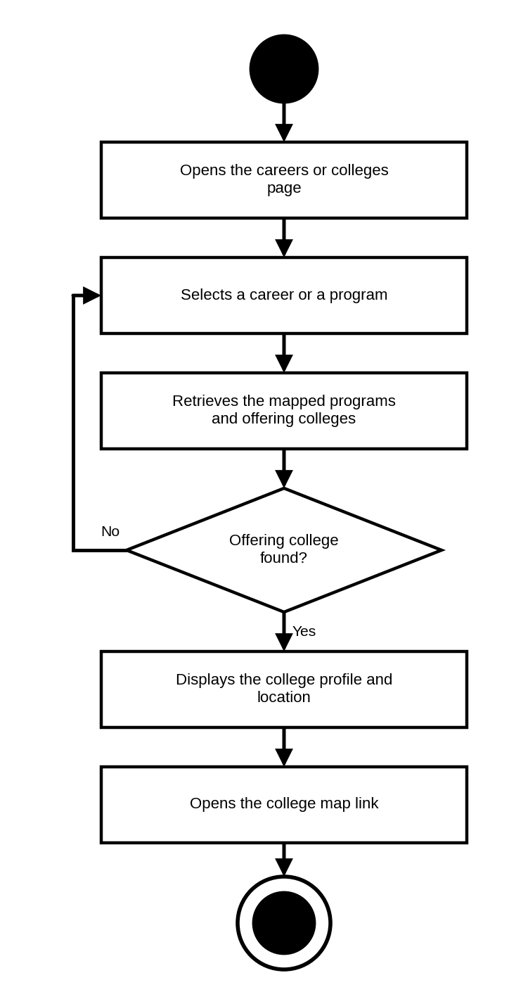 Opens the careers or colleges
page
Selects a career or a program
Retrieves the mapped programs
and offering colleges
Offering college
found?
No
Yes
Displays the college profile and
location
Opens the college map link